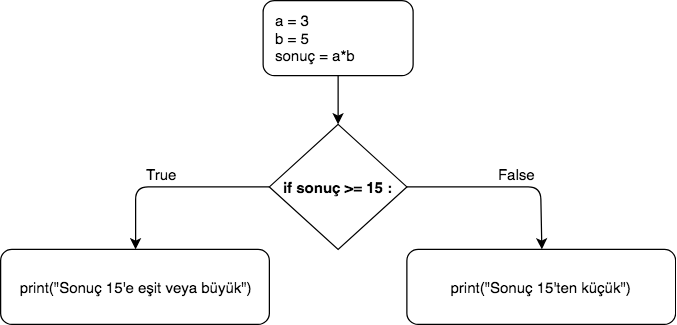 a = 3
b = 5
sonuç = a*b
if sonuç >= 15 :
True
False
print("Sonuç 15'e eşit veya büyük")
print("Sonuç 15'ten küçük")